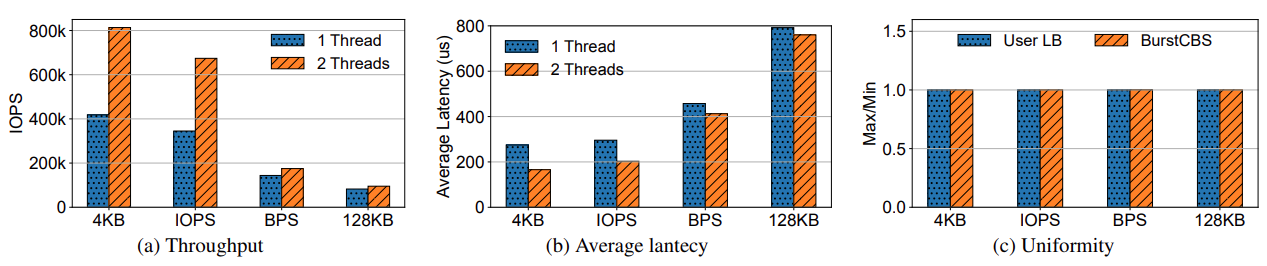 800k
600k
400k
200k
0
IOPS
1 Thread
2 Threads
4KB IOPS BPS 128KB
(a) Throughput
800
600
400
200
0
Average Latency (us)
1 Thread
2 Threads
4KB IOPS BPS 128KB
(b) Average lantecy
1.5
1.0
0.5
0.0
Max/Min
User LB BurstCBS
4KB IOPS BPS 128KB
(c) Uniformity